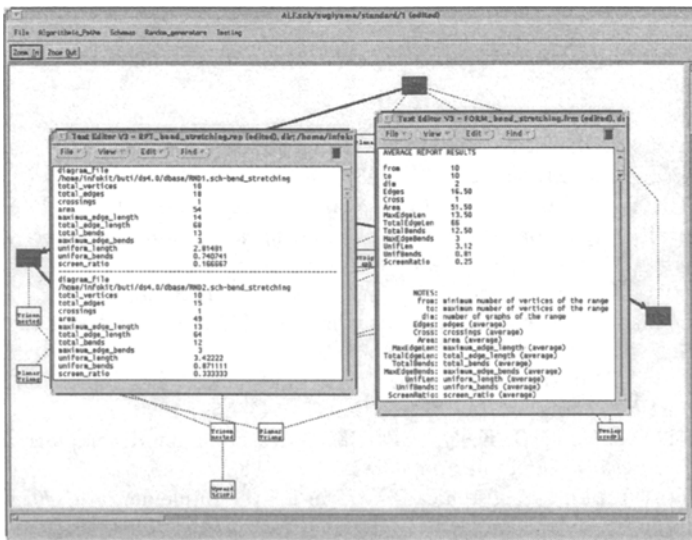 ALF.sch/sugiyama/standard/1 (edited)
File Algorithmic_Paths Schemas Random_generators Testing
Zoom In Zoom Out
Text Editor V3 - RPT_bend_stretching.rep (edited), dir: /home/infoki
File View Edit Find
diagram_file
/home/infokit/buti/ds4.0/dbase/RND1.sch-bend_stretching
total_vertices 10
total_edges 18
crossings 1
area 54
maximum_edge_length 14
total_edge_length 68
total_bends 13
maximum_edge_bends 3
uniform_length 2.81481
uniform_bends 0.740741
screen_ratio 0.166667
diagram_file
/home/infokit/buti/ds4.0/dbase/RND2.sch-bend_stretching
total_vertices 10
total_edges 15
crossings 1
area 49
maximum_edge_length 13
total_edge_length 64
total_bends 12
maximum_edge_bends 3
uniform_length 3.42222
uniform_bends 0.871111
screen_ratio 0.333333
Text Editor V3 - FORM_bend_stretching.frm (edited), di
File View Edit Find
AVERAGE REPORT RESULTS
from 10
to 10
dim 2
Edges 16.50
Cross 1
Area 51.50
MaxEdgeLen 13.50
TotalEdgeLen 66
TotalBends 12.50
MaxEdgeBends 3
UnifLen 3.12
UnifBends 0.81
ScreenRatio 0.25
NOTES:
from: minimum number of vertices of the range
to: maximum number of vertices of the range
dim: number of graphs of the range
Edges: edges (average)
Cross: crossings (average)
Area: area (average)
MaxEdgeLen: maximum_edge_length (average)
TotalEdgeLen: total_edge_length (average)
TotalBends: total_bends (average)
MaxEdgeBends: maximum_edge_bends (average)
UnifLen: uniform_length (average)
UnifBends: uniform_bends (average)
ScreenRatio: screen_ratio (average)
Planar
Triang
Planar
Triang